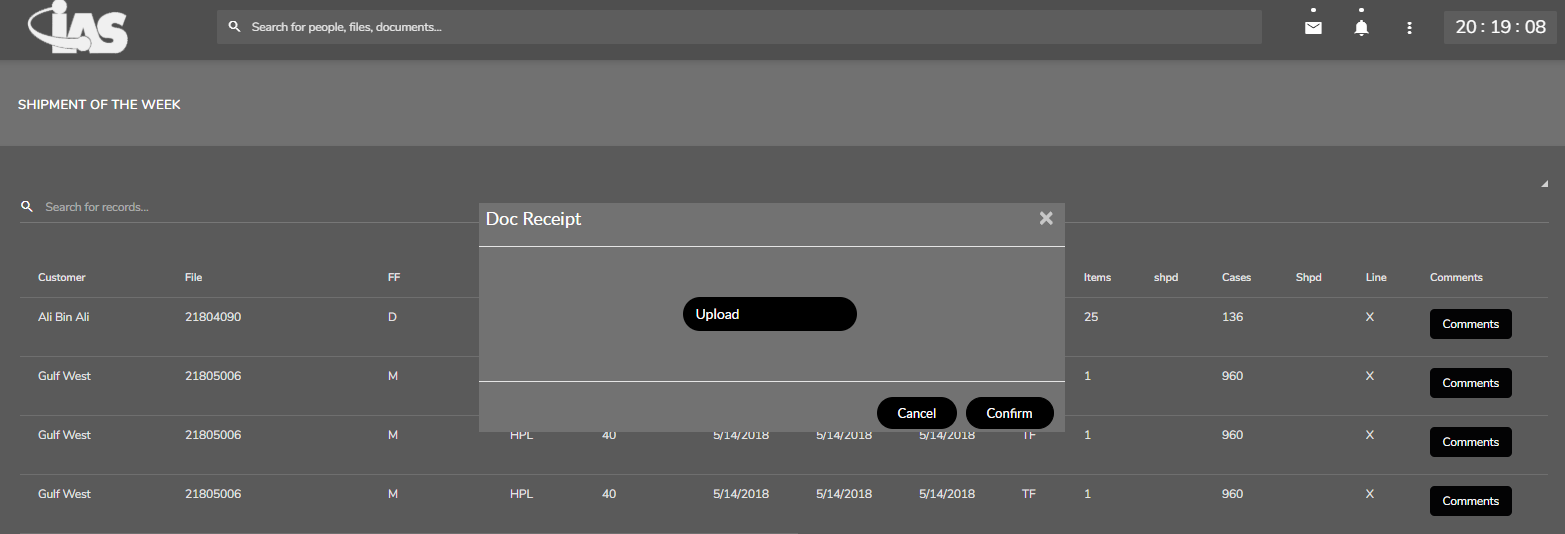 IAS
Search for people, files, documents...
20 : 19 : 08
SHIPMENT OF THE WEEK
Search for records...
Doc Receipt
×
Upload
Cancel Confirm
Customer File FF Items shpd Cases Shpd Line Comments
Ali Bin Ali 21804090 D 25 136 X Comments
Gulf West 21805006 M 1 960 X Comments
Gulf West 21805006 M HPL 40 5/14/2018 5/14/2018 5/14/2018 TF 1 960 X Comments
Gulf West 21805006 M HPL 40 5/14/2018 5/14/2018 5/14/2018 TF 1 960 X Comments